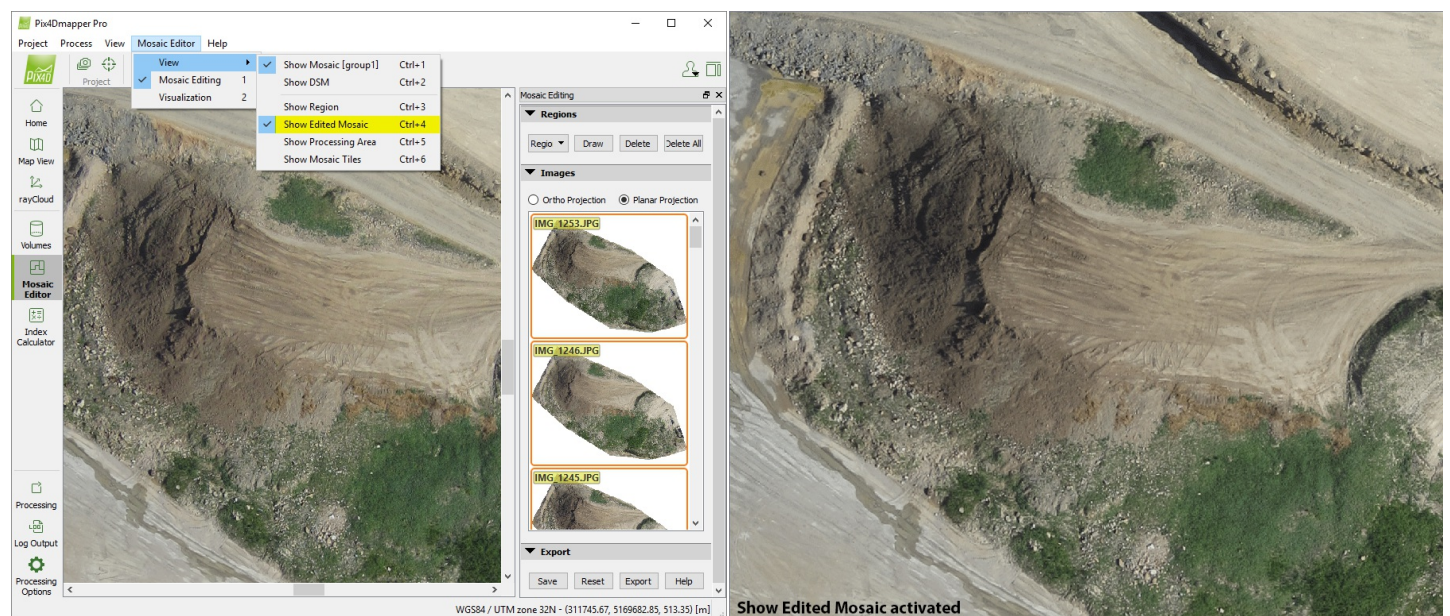 Pix4Dmapper Pro
Project Process View Mosaic Editor Help
PIX4D
Project
View
Mosaic Editing 1
Visualization 2
Show Mosaic [group1] Ctrl+1
Show DSM Ctrl+2
Show Region Ctrl+3
Show Edited Mosaic Ctrl+4
Show Processing Area Ctrl+5
Show Mosaic Tiles Ctrl+6
Home
Map View
rayCloud
Volumes
Mosaic
Editor
Index
Calculator
Processing
Log Output
Processing
Options
Mosaic Editing
Regions
Regio Draw Delete Delete All
Images
Ortho Projection Planar Projection
IMG_1253.JPG
IMG_1246.JPG
IMG_1245.JPG
Export
Save Reset Export Help
WGS84 / UTM zone 32N - (311745.67, 5169682.85, 513.35) [m]
Show Edited Mosaic activated